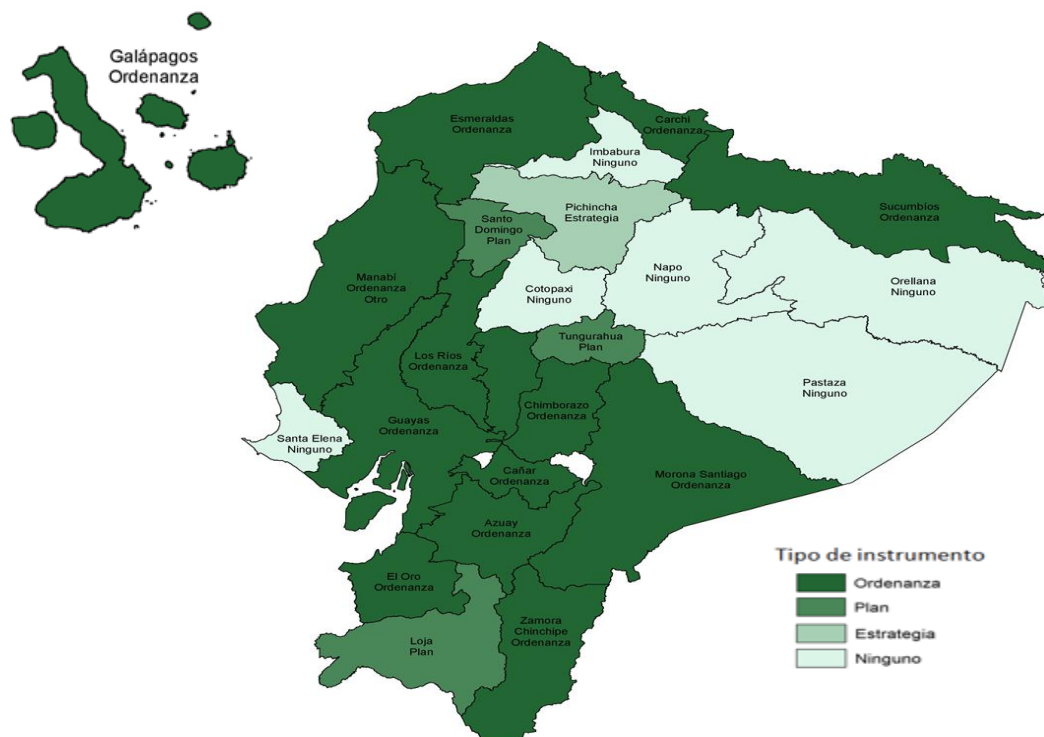 Galápagos
Ordenanza
Esmeraldas
Ordenanza
Carchi
Ordenanza
Imbabura
Ninguno
Sucumbíos
Ordenanza
Pichincha
Estrategia
Santo
Domingo
Plan
Manabí
Ordenanza
Otro
Cotopaxi
Ninguno
Napo
Ninguno
Orellana
Ninguno
Tungurahua
Plan
Los Ríos
Ordenanza
Pastaza
Ninguno
Chimborazo
Ordenanza
Guayas
Ordenanza
Santa Elena
Ninguno
Cañar
Ordenanza
Morona Santiago
Ordenanza
Azuay
Ordenanza
El Oro
Ordenanza
Loja
Plan
Zamora
Chinchipe
Ordenanza
Tipo de instrumento
Ordenanza
Plan
Estrategia
Ninguno